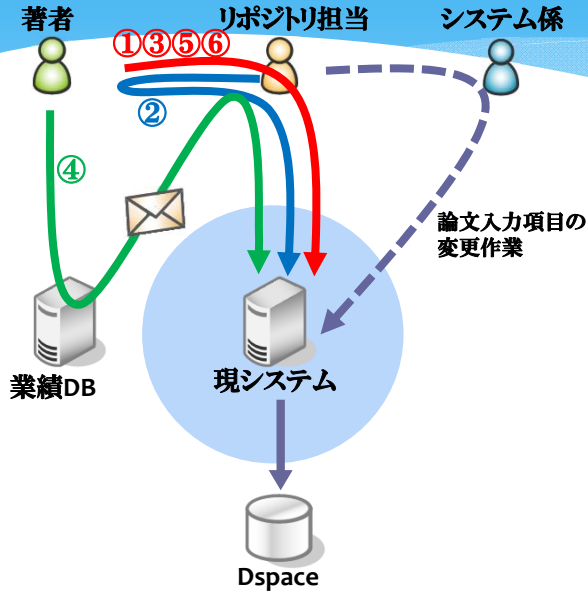 著者
リポジトリ担当
システム係
①③⑤⑥
②
④
論文入力項目の
変更作業
業績DB
現システム
Dspace